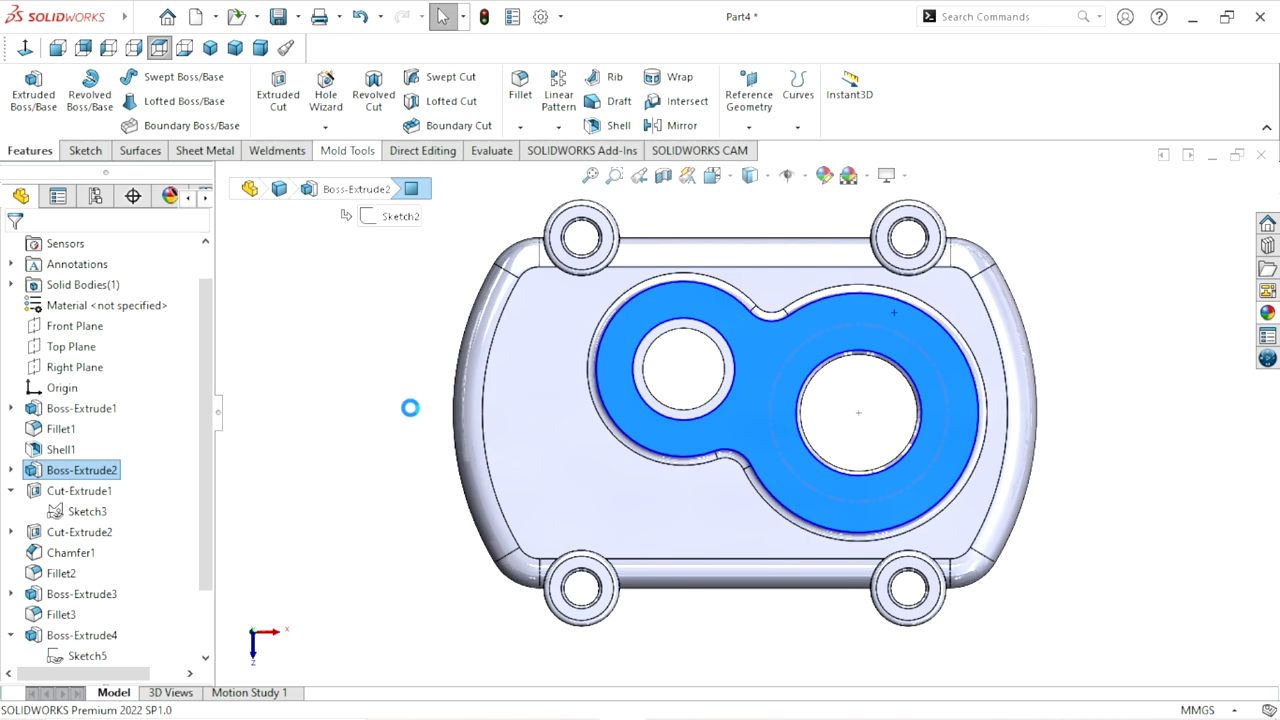 SOLIDWORKS
Part4 *
Search Commands
Extruded Boss/Base
Revolved Boss/Base
Swept Boss/Base
Lofted Boss/Base
Boundary Boss/Base
Extruded Cut
Hole Wizard
Revolved Cut
Swept Cut
Lofted Cut
Boundary Cut
Fillet
Linear Pattern
Rib
Draft
Shell
Wrap
Intersect
Mirror
Reference Geometry
Curves
Instant3D
Features
Sketch
Surfaces
Sheet Metal
Weldments
Mold Tools
Direct Editing
Evaluate
SOLIDWORKS Add-Ins
SOLIDWORKS CAM
Boss-Extrude2
Sketch2
Sensors
Annotations
Solid Bodies(1)
Material <not specified>
Front Plane
Top Plane
Right Plane
Origin
Boss-Extrude1
Fillet1
Shell1
Boss-Extrude2
Cut-Extrude1
Sketch3
Cut-Extrude2
Chamfer1
Fillet2
Boss-Extrude3
Fillet3
Boss-Extrude4
Sketch5
X
Z
Model
3D Views
Motion Study 1
SOLIDWORKS Premium 2022 SP1.0
MMGS